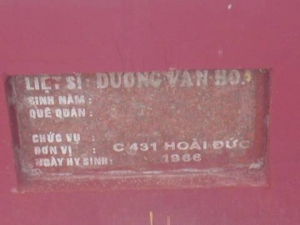 LIỆT SĨ: DƯƠNG VĂN HO
SINH NĂM:
QUÊ QUÁN:
CHỨC VỤ :
ĐƠN VỊ : C 431 HOÀI ĐỨC
NGÀY HY SINH: 1966